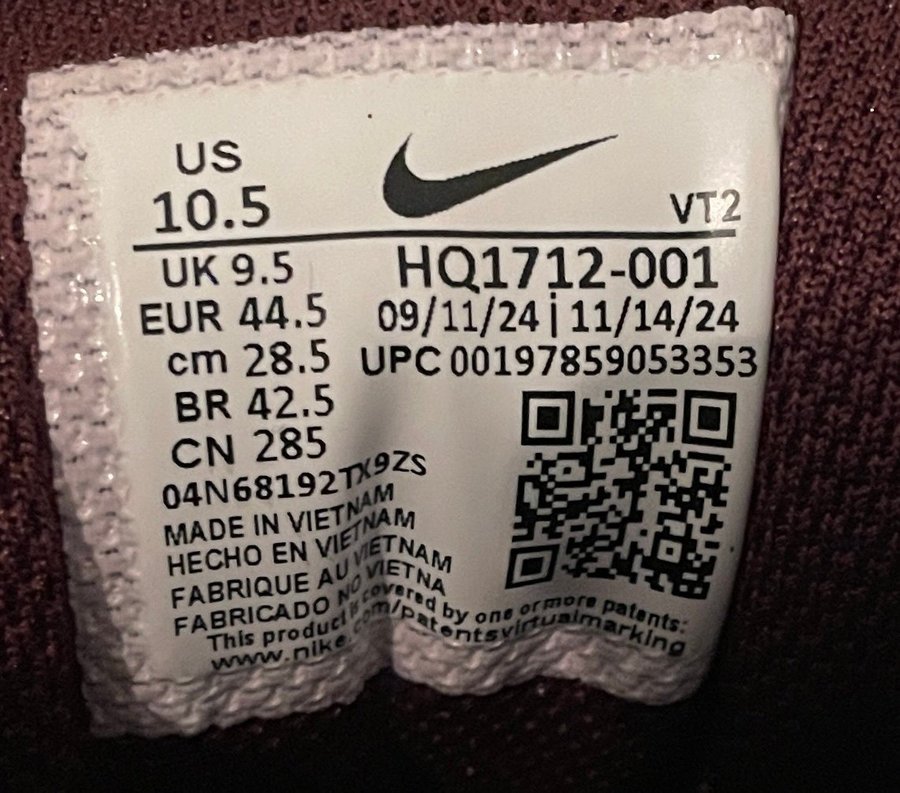 US
10.5
VT2
UK 9.5
HQ1712-001
EUR 44.5
09/11/24 | 11/14/24
cm 28.5
UPC 00197859053353
BR 42.5
CN 285
04N68192TX9ZS
MADE IN VIETNAM
HECHO EN VIETNAM
FABRIQUE AU VIETNAM
FABRICADO NO VIETNA
This product is covered by one or more patents:
www.nike.com/patentsvirtualmarking